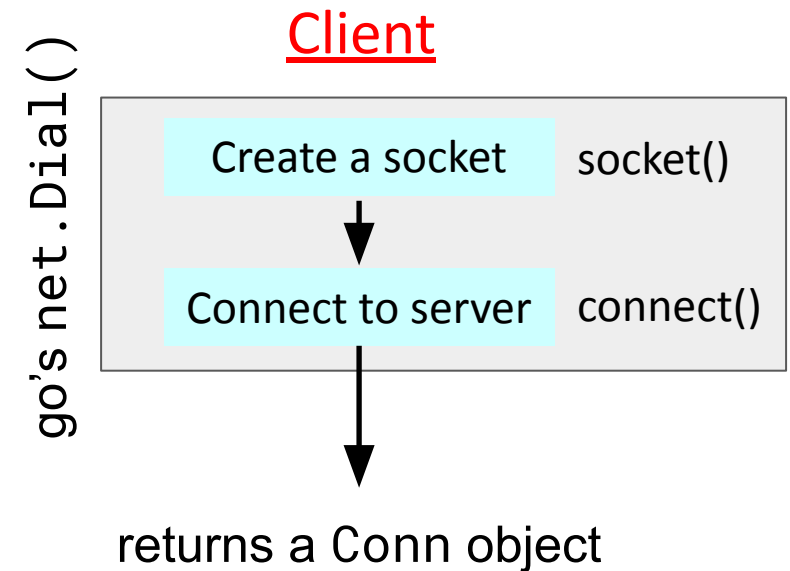 Client
go's net.Dial()
Create a socket
socket()
Connect to server
connect()
returns a Conn object